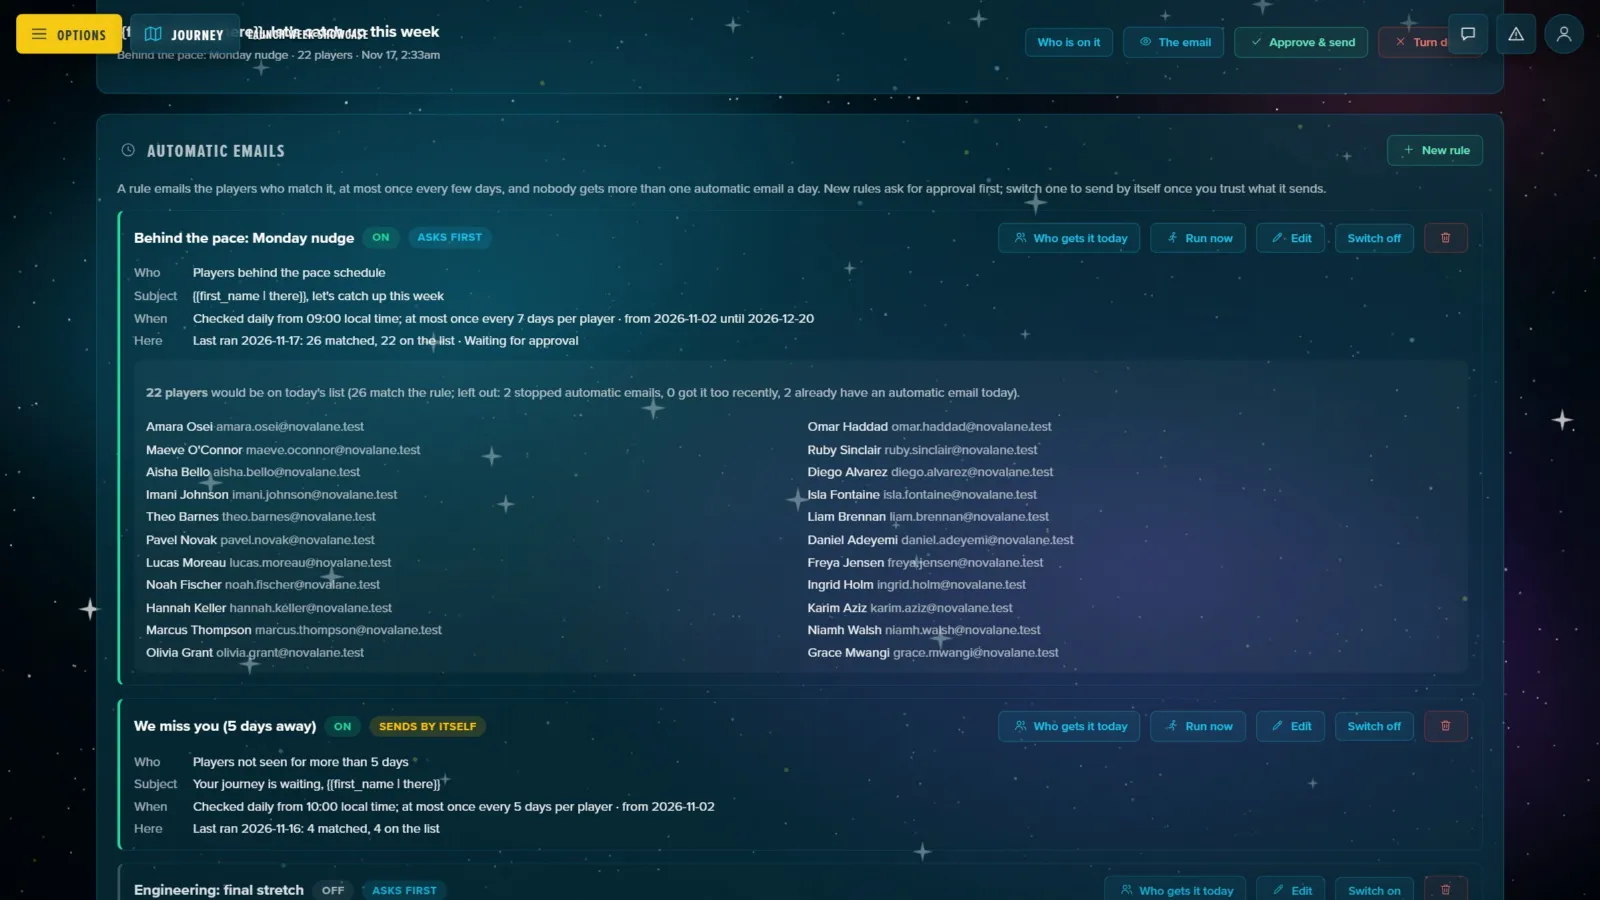 OPTIONS
JOURNEY
let's catch up this week
Behind the pace: Monday nudge · 22 players · Nov 17, 2:33am
Who is on it
The email
Approve & send
Turn d
AUTOMATIC EMAILS
New rule
A rule emails the players who match it, at most once every few days, and nobody gets more than one automatic email a day. New rules ask for approval first; switch one to send by itself once you trust what it sends.
Behind the pace: Monday nudge ON ASKS FIRST
Who gets it today
Run now
Edit
Switch off
Who Players behind the pace schedule
Subject {{first_name | there}}, let's catch up this week
When Checked daily from 09:00 local time; at most once every 7 days per player · from 2026-11-02 until 2026-12-20
Here Last ran 2026-11-17: 26 matched, 22 on the list · Waiting for approval
22 players would be on today's list (26 match the rule; left out: 2 stopped automatic emails, 0 got it too recently, 2 already have an automatic email today).
Amara Osei amara.osei@novalane.test
Omar Haddad omar.haddad@novalane.test
Maeve O'Connor maeve.oconnor@novalane.test
Ruby Sinclair ruby.sinclair@novalane.test
Aisha Bello aisha.bello@novalane.test
Diego Alvarez diego.alvarez@novalane.test
Imani Johnson imani.johnson@novalane.test
Isla Fontaine isla.fontaine@novalane.test
Theo Barnes theo.barnes@novalane.test
Liam Brennan liam.brennan@novalane.test
Pavel Novak pavel.novak@novalane.test
Daniel Adeyemi daniel.adeyemi@novalane.test
Lucas Moreau lucas.moreau@novalane.test
Freya Jensen freya.jensen@novalane.test
Noah Fischer noah.fischer@novalane.test
Ingrid Holm ingrid.holm@novalane.test
Hannah Keller hannah.keller@novalane.test
Karim Aziz karim.aziz@novalane.test
Marcus Thompson marcus.thompson@novalane.test
Niamh Walsh niamh.walsh@novalane.test
Olivia Grant olivia.grant@novalane.test
Grace Mwangi grace.mwangi@novalane.test
We miss you (5 days away) ON SENDS BY ITSELF
Who gets it today
Run now
Edit
Switch off
Who Players not seen for more than 5 days
Subject Your journey is waiting, {{first_name | there}}
When Checked daily from 10:00 local time; at most once every 5 days per player · from 2026-11-02
Here Last ran 2026-11-16: 4 matched, 4 on the list
Engineering: final stretch OFF ASKS FIRST
Who gets it today
Edit
Switch on